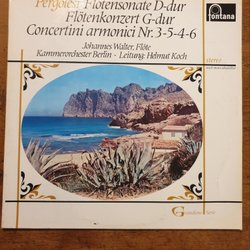 Pergolesi Flötensonate D-dur
Flötenkonzert G-dur
Concertini armonici Nr. 3-5-4-6
Johannes Walter, Flöte
Kammerorchester Berlin - Leitung: Helmut Koch
fontana
stereo